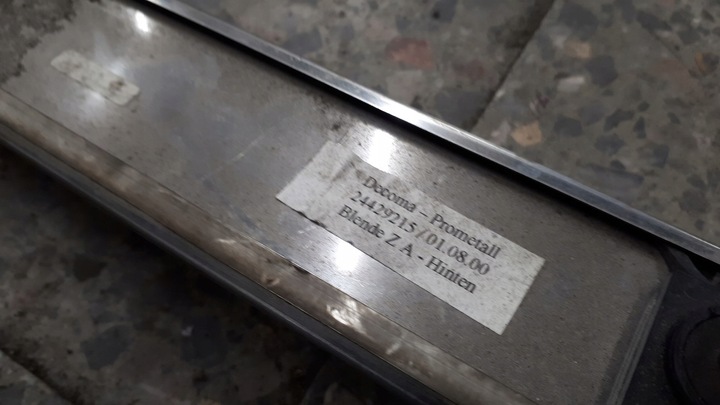 Decoma - Prometall
24429215/01.08.00
Blende Z A - Hinten